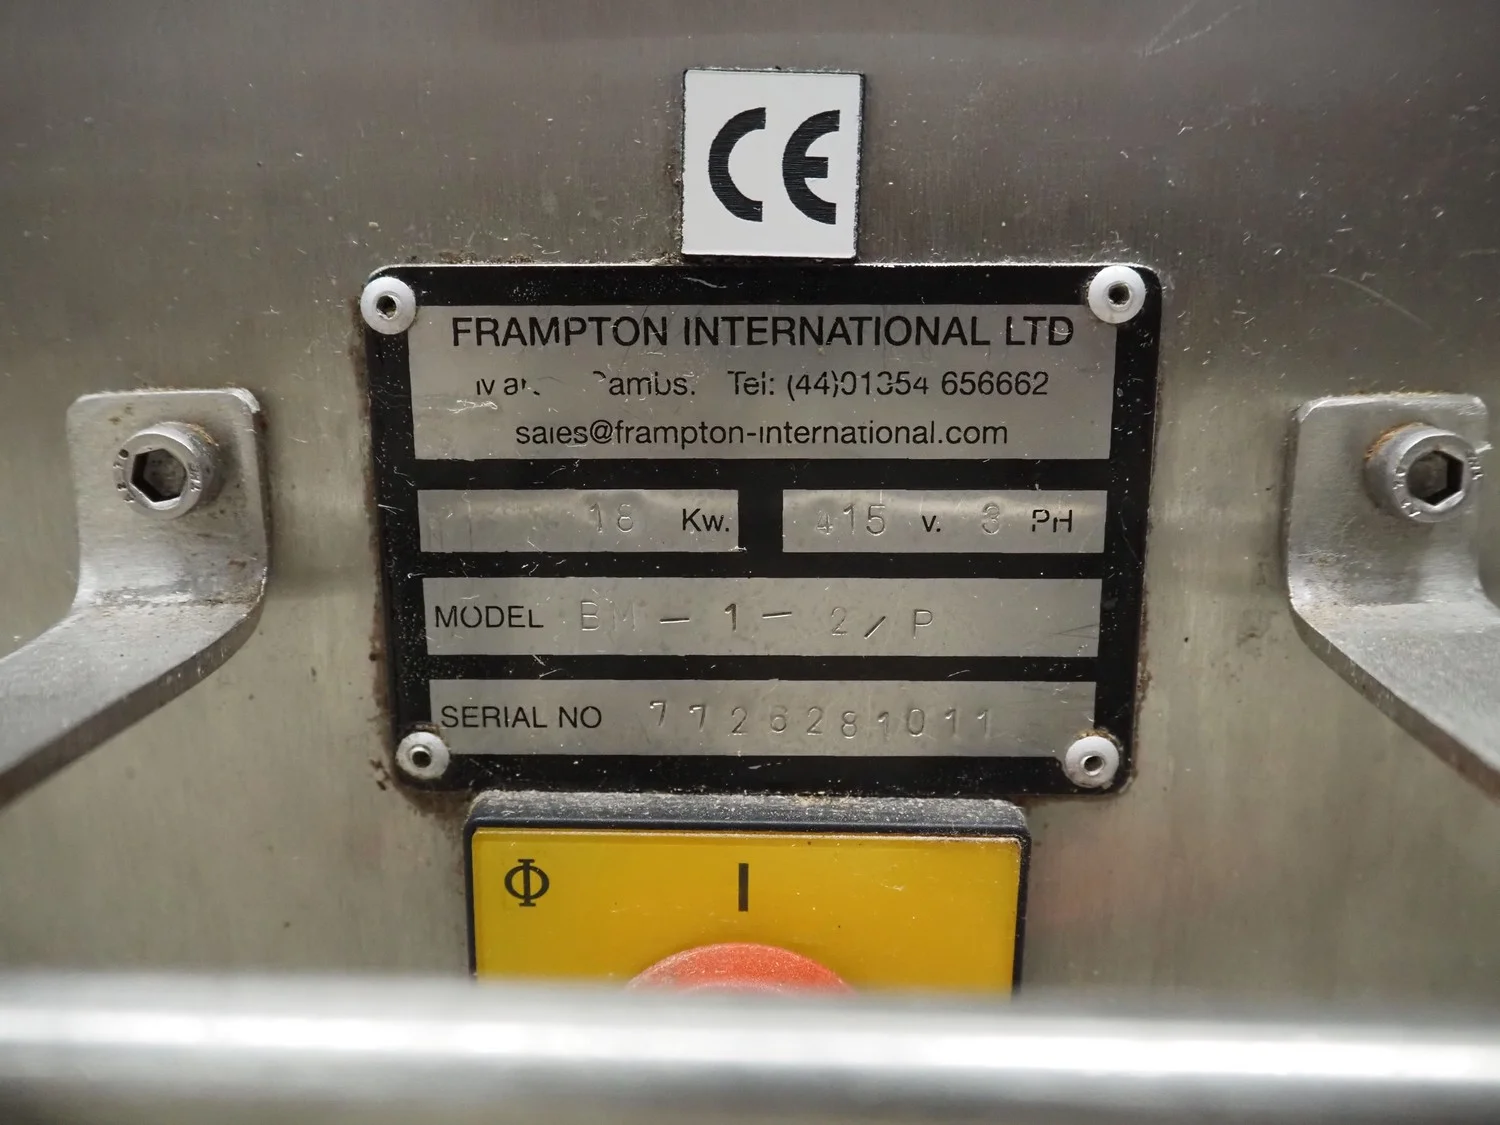 CE
FRAMPTON INTERNATIONAL LTD
Cambs. Tel: (44)01354 656662
sales@frampton-international.com
18 Kw. 415 v. 3 PH
MODEL BM - 1 - 2 / P
SERIAL NO 7726281011
I